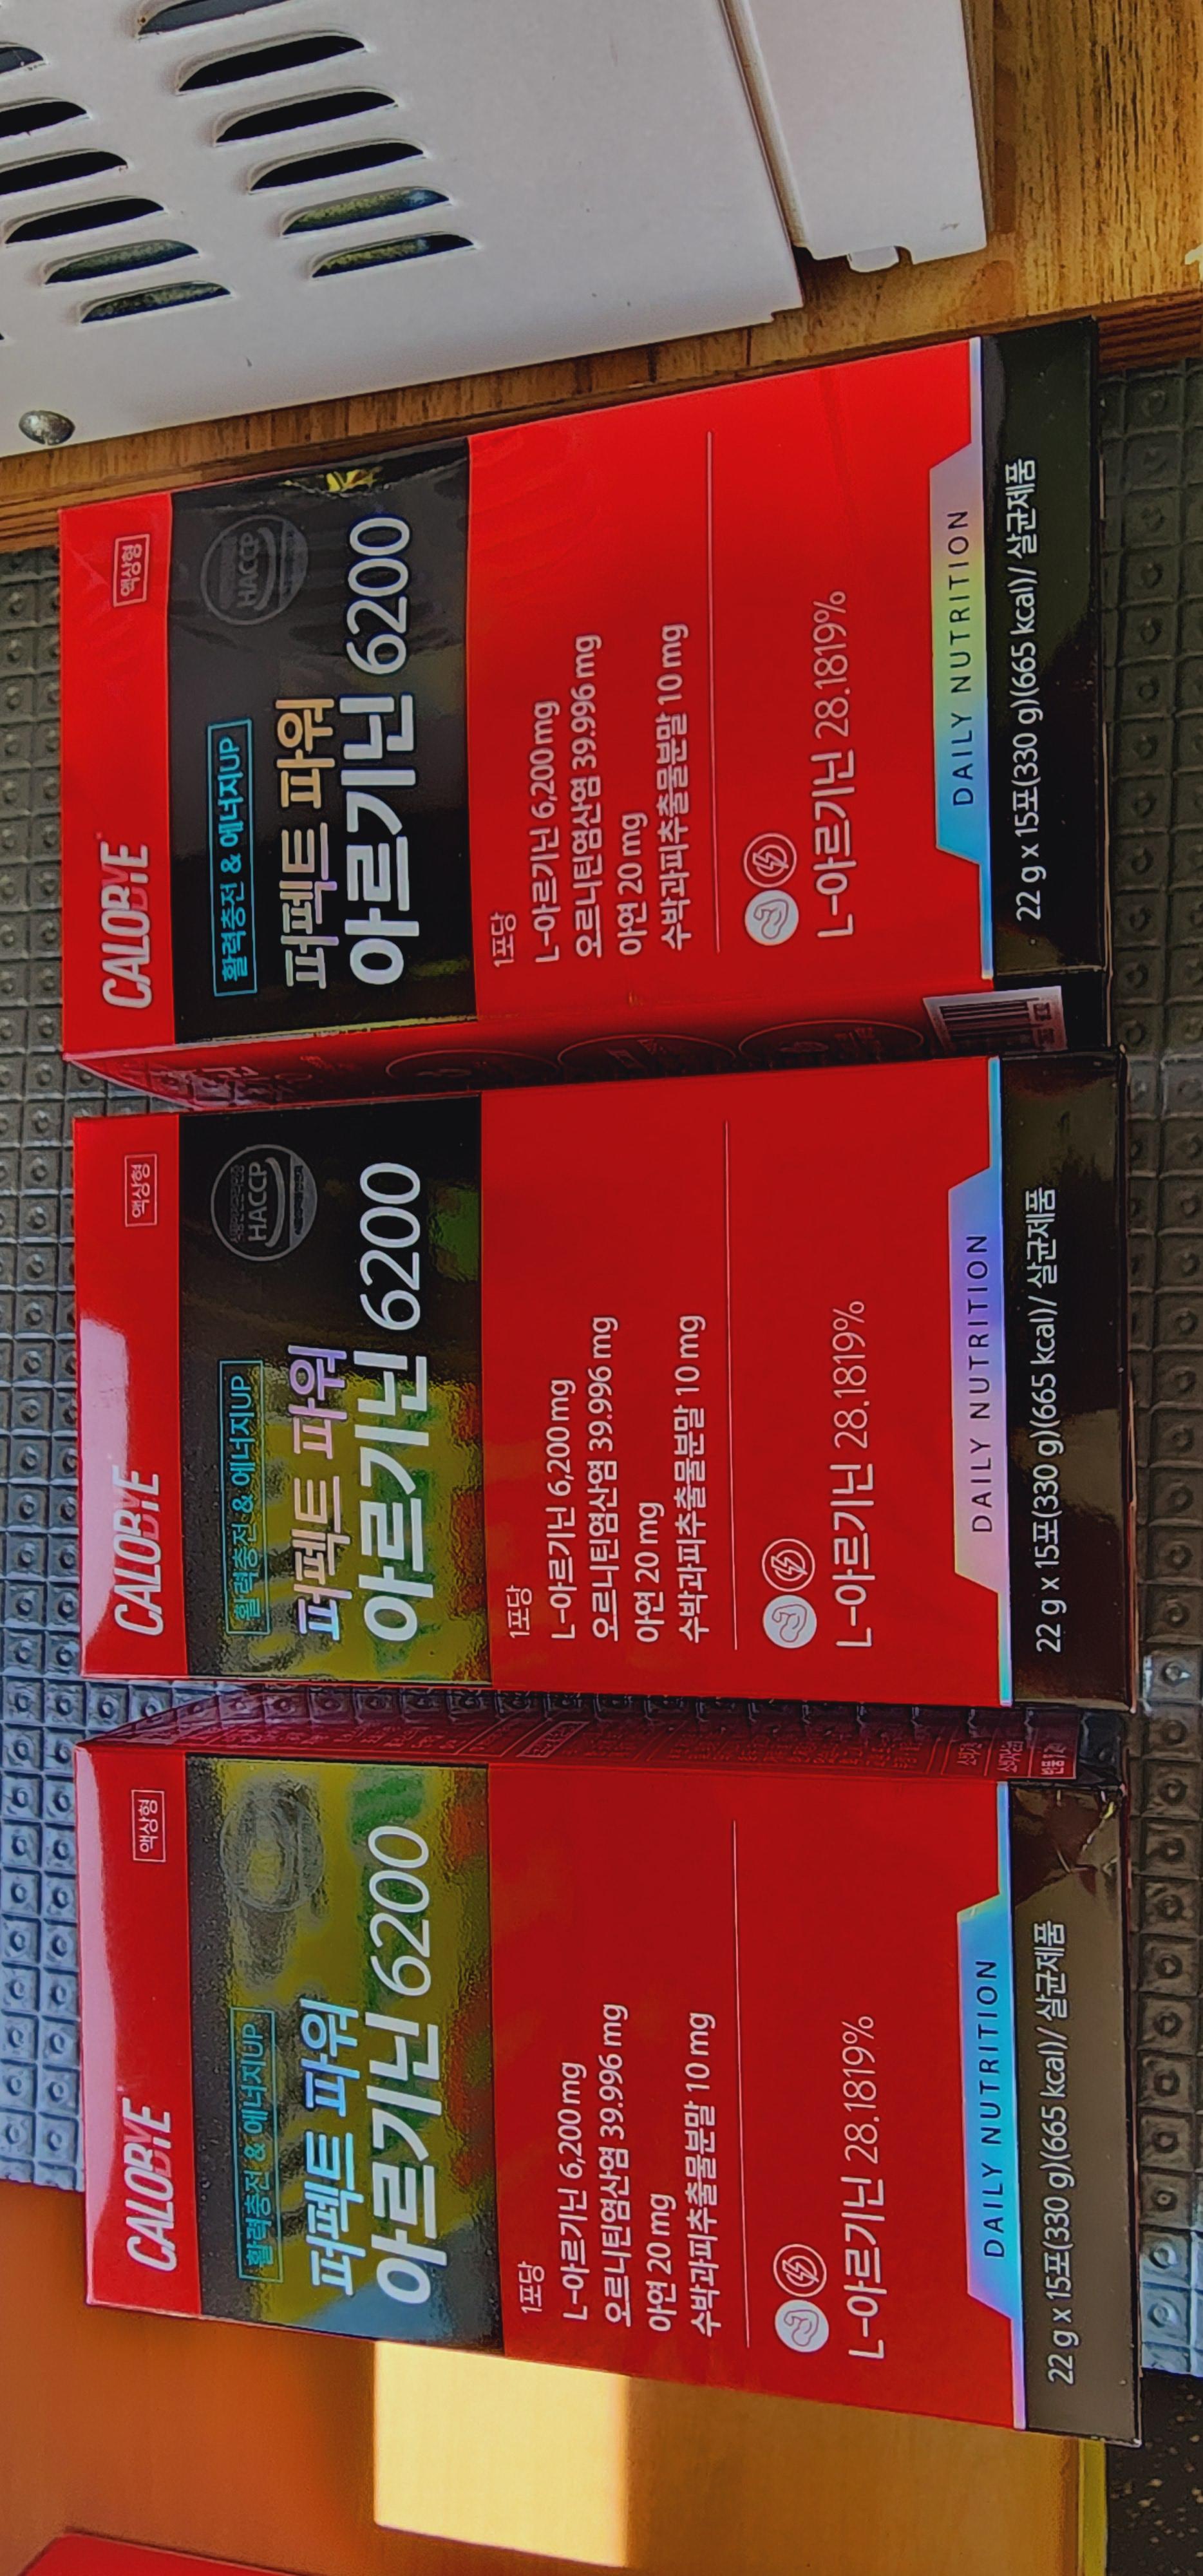 CALOBYE
액상형
활력충전 & 에너지UP
HACCP
퍼펙트 파워
아르기닌 6200
1포당
L-아르기닌 6,200 mg
오르니틴염산염 39.996 mg
아연 20 mg
수박과피추출물분말 10 mg
L-아르기닌 28.1819%
DAILY NUTRITION
22 g x 15포(330 g)(665 kcal)/ 살균제품
CALOBYE
액상형
활력충전 & 에너지UP
HACCP
퍼펙트 파워
아르기닌 6200
1포당
L-아르기닌 6,200 mg
오르니틴염산염 39.996 mg
아연 20 mg
수박과피추출물분말 10 mg
L-아르기닌 28.1819%
DAILY NUTRITION
22 g x 15포(330 g)(665 kcal)/ 살균제품
CALOBYE
액상형
활력충전 & 에너지UP
HACCP
퍼펙트 파워
아르기닌 6200
1포당
L-아르기닌 6,200 mg
오르니틴염산염 39.996 mg
아연 20 mg
수박과피추출물분말 10 mg
L-아르기닌 28.1819%
DAILY NUTRITION
22 g x 15포(330 g)(665 kcal)/ 살균제품